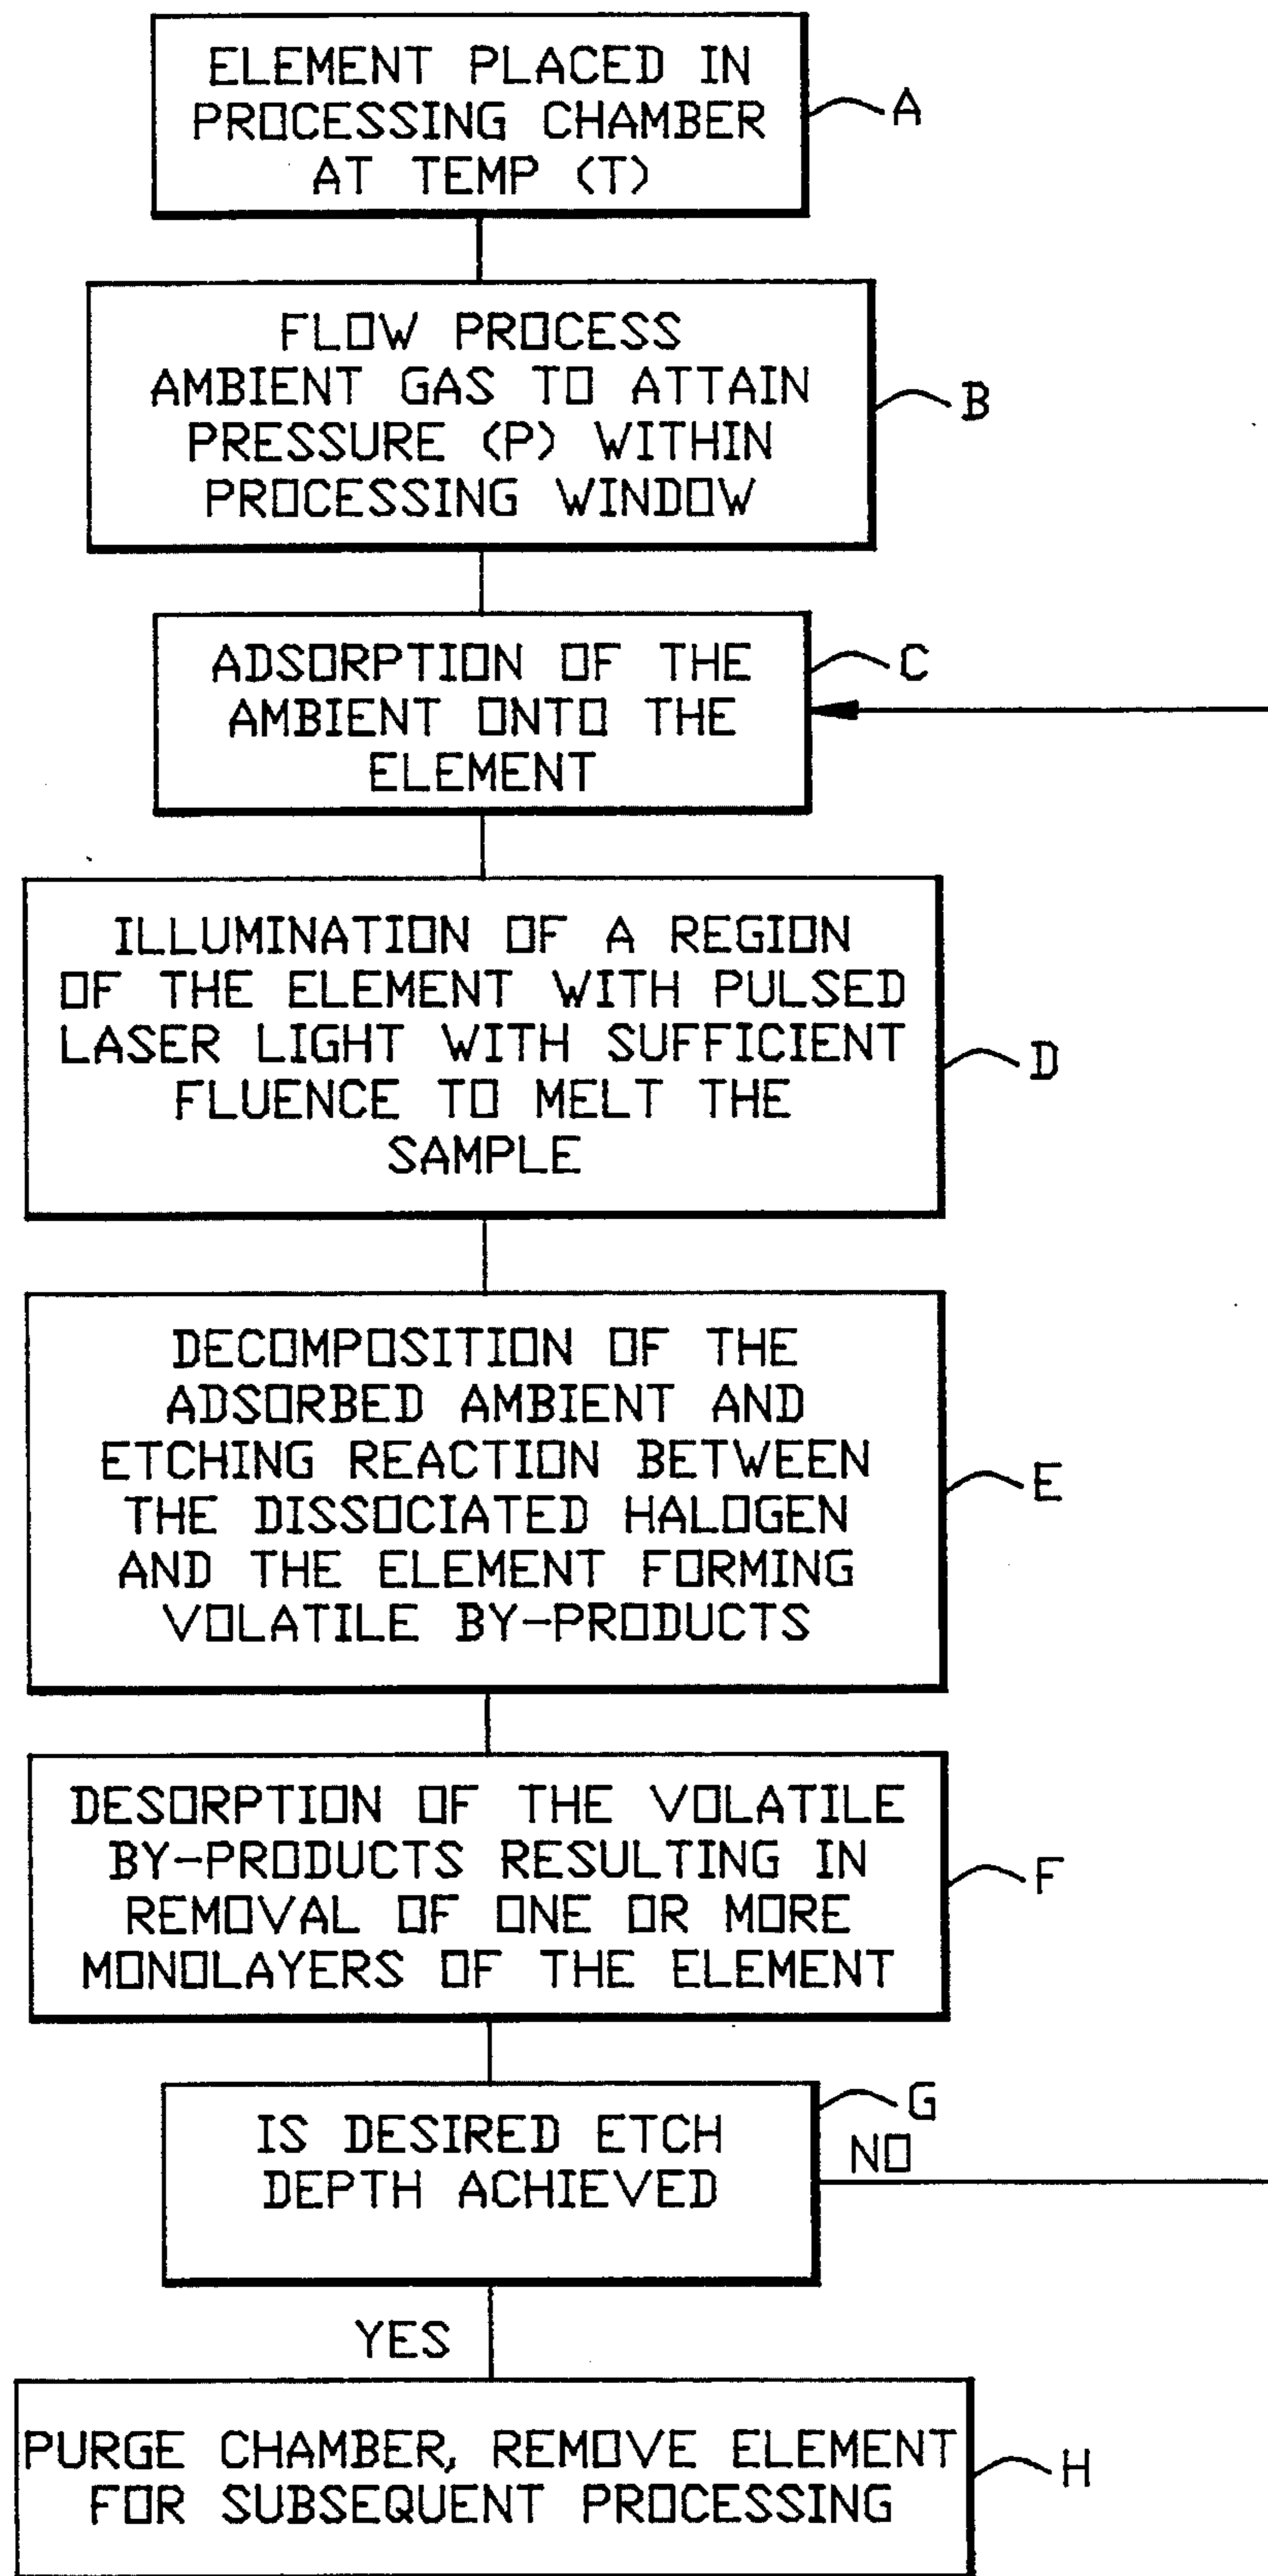 ELEMENT PLACED IN
PROCESSING CHAMBER
AT TEMP (T)
A
FLOW PROCESS
AMBIENT GAS TO ATTAIN
PRESSURE (P) WITHIN
PROCESSING WINDOW
B
ADSORPTION OF THE
AMBIENT ONTO THE
ELEMENT
C
ILLUMINATION OF A REGION
OF THE ELEMENT WITH PULSED
LASER LIGHT WITH SUFFICIENT
FLUENCE TO MELT THE
SAMPLE
D
DECOMPOSITION OF THE
ADSORBED AMBIENT AND
ETCHING REACTION BETWEEN
THE DISSOCIATED HALOGEN
AND THE ELEMENT FORMING
VOLATILE BY-PRODUCTS
E
DESORPTION OF THE VOLATILE
BY-PRODUCTS RESULTING IN
REMOVAL OF ONE OR MORE
MONOLAYERS OF THE ELEMENT
F
IS DESIRED ETCH
DEPTH ACHIEVED
G
NO
YES
PURGE CHAMBER, REMOVE ELEMENT
FOR SUBSEQUENT PROCESSING
H